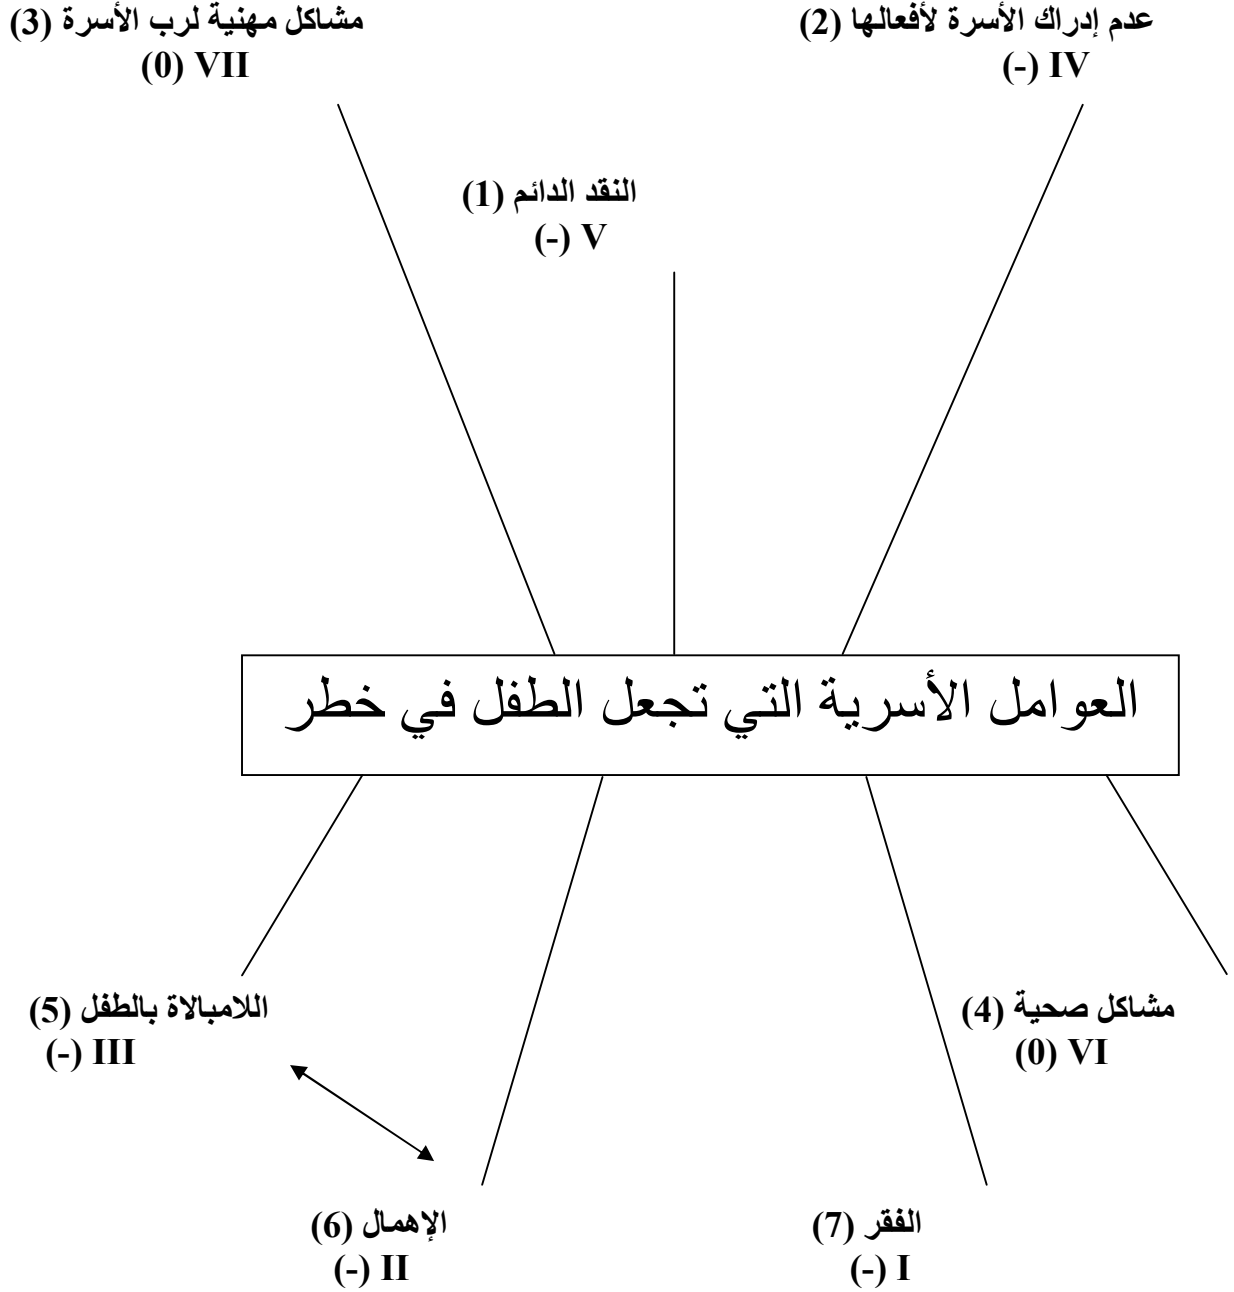 عدم إدراك الأسرة لأفعالها (2)
IV (-)
مشاكل مهنية لرب الأسرة (3)
VII (0)
النقد الدائم (1)
V (-)
العوامل الأسرية التي تجعل الطفل في خطر
مشاكل صحية (4)
VI (0)
اللامبالاة بالطفل (5)
III (-)
الفقر (7)
I (-)
الإهمال (6)
II (-)